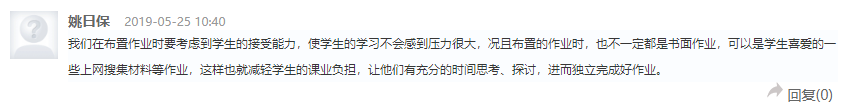 姚日保 2019-05-25 10:40
我们在布置作业时要考虑到学生的接受能力，使学生的学习不会感到压力很大，况且布置的作业时，也不一定都是书面作业，可以是学生喜爱的一
些上网搜集材料等作业，这样也就减轻学生的课业负担，让他们有充分的时间思考、探讨，进而独立完成好作业。
回复(0)